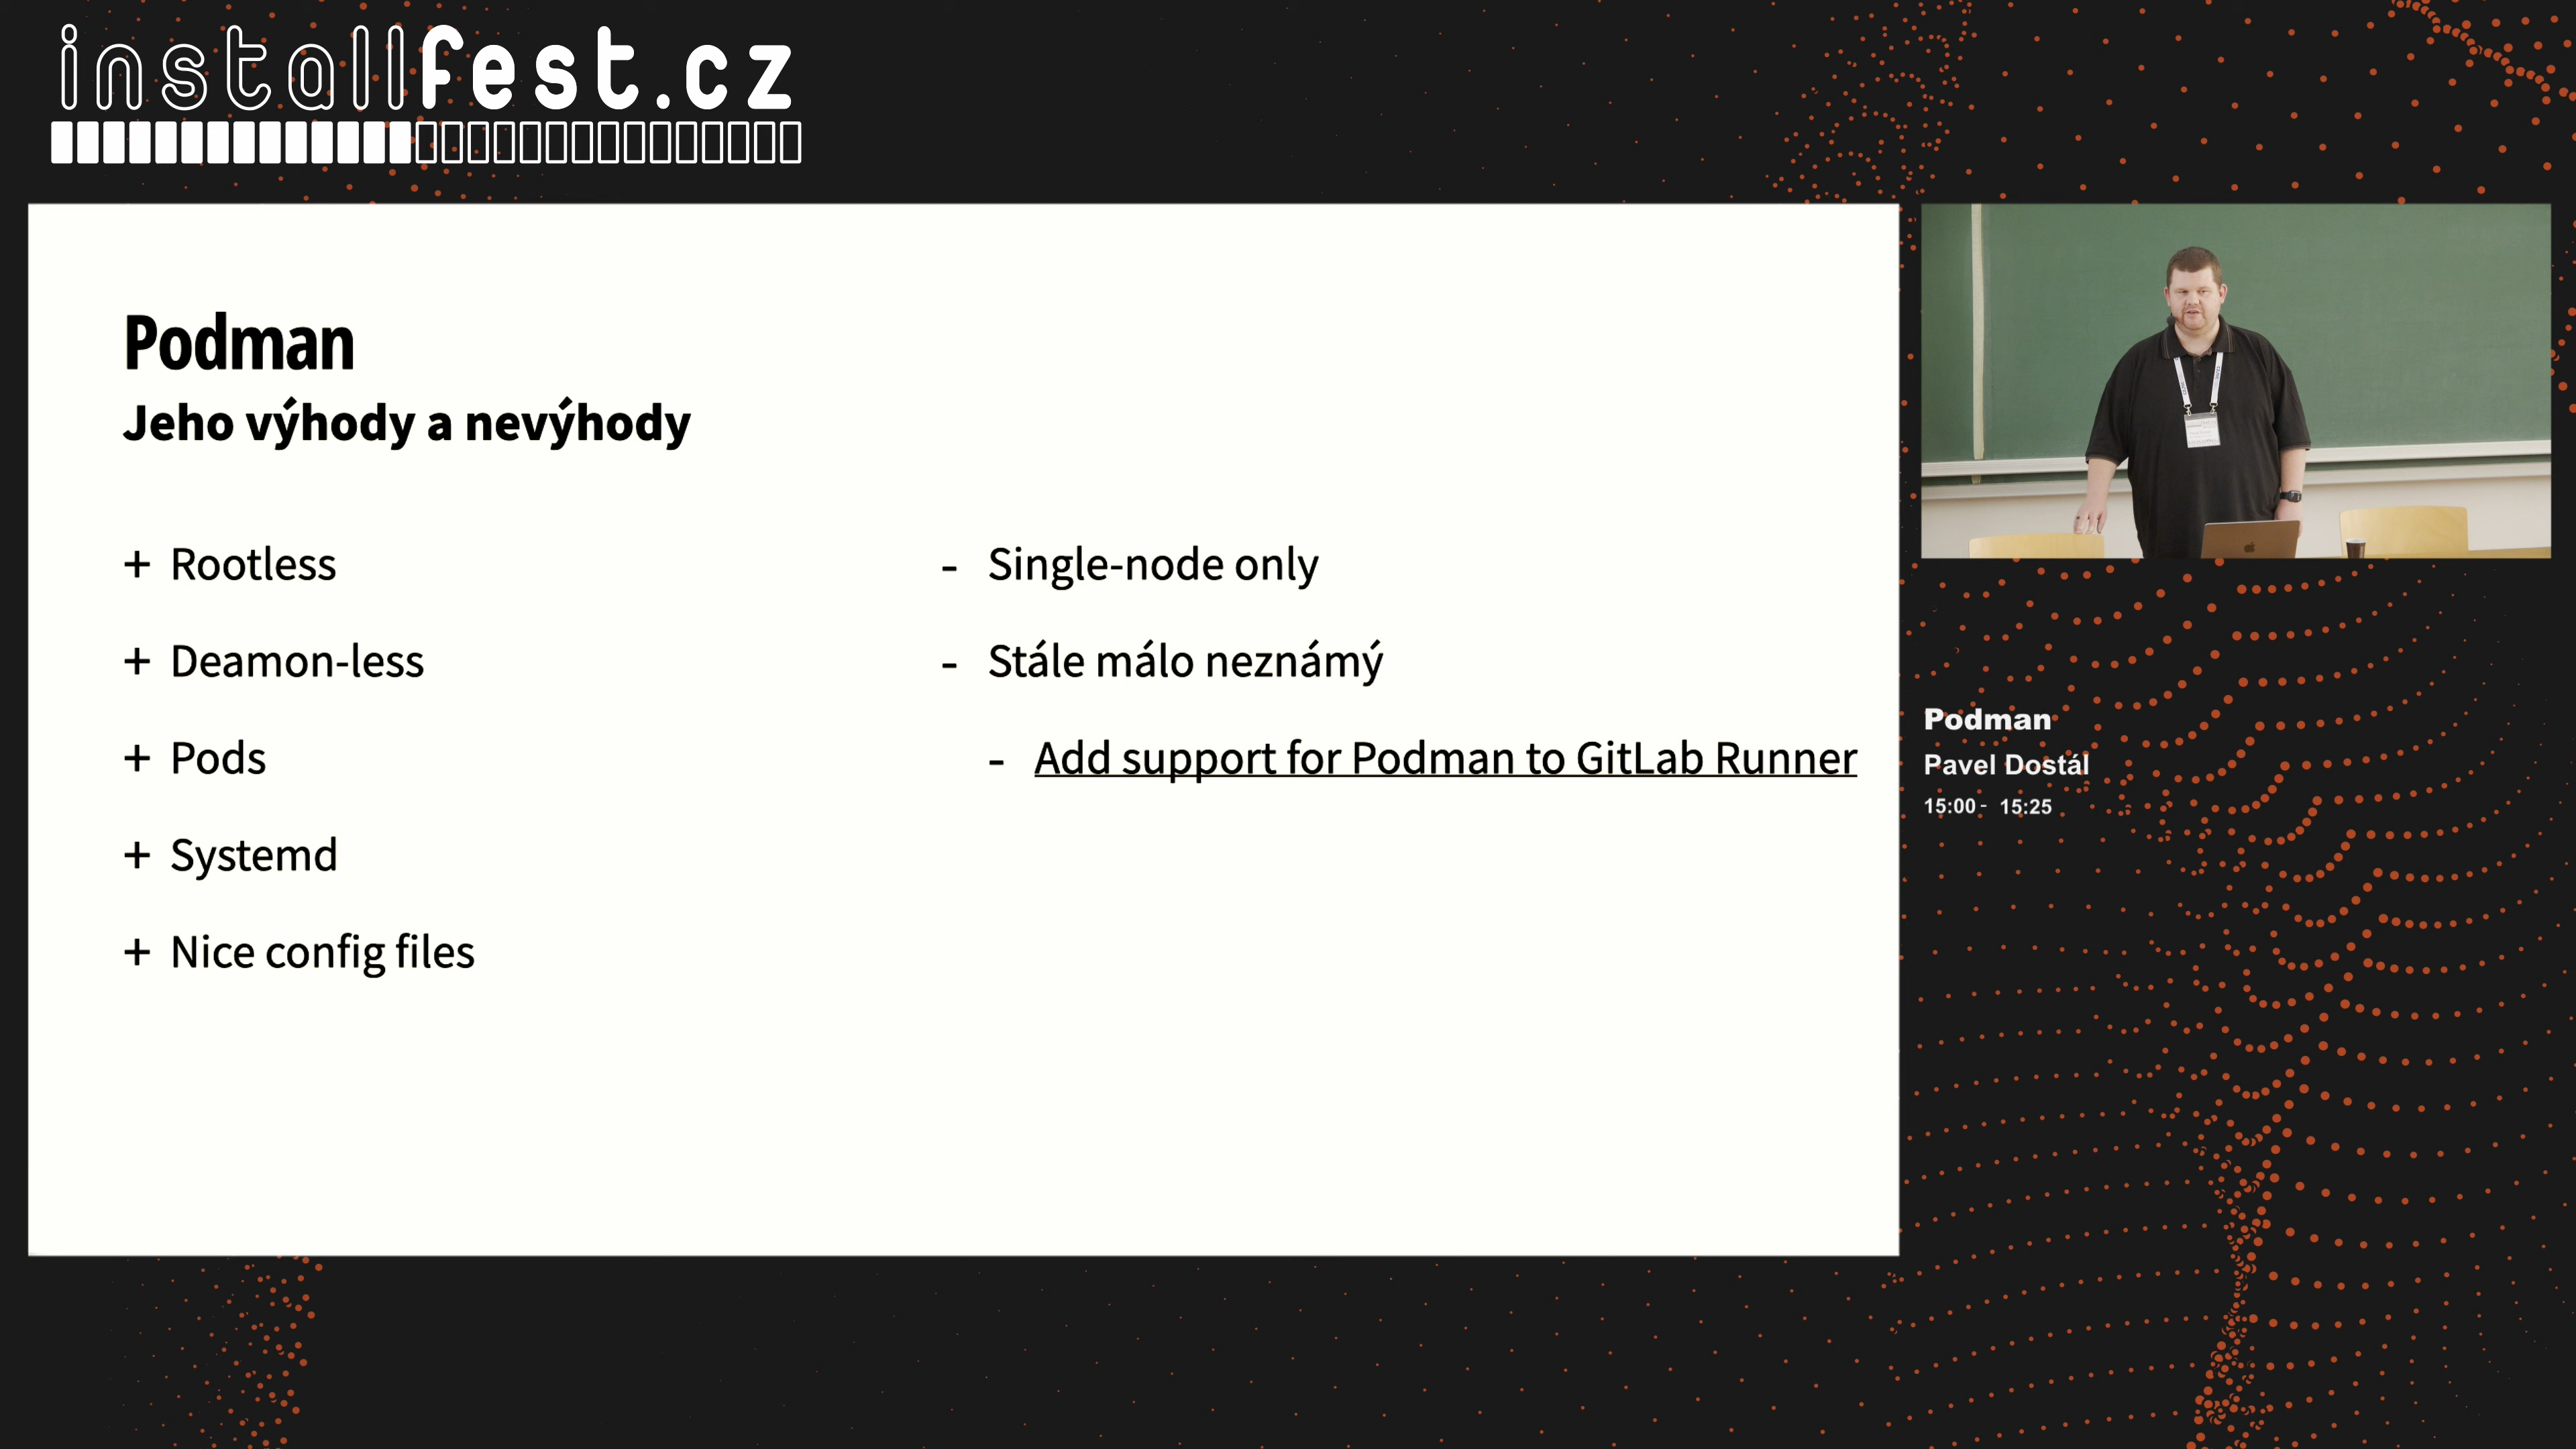 installfest.cz
Podman
Jeho výhody a nevýhody
+ Rootless
+ Deamon-less
+ Pods
+ Systemd
+ Nice config files
- Single-node only
- Stále málo neznámý
- Add support for Podman to GitLab Runner
Podman
Pavel Dostál
15:00 - 15:25